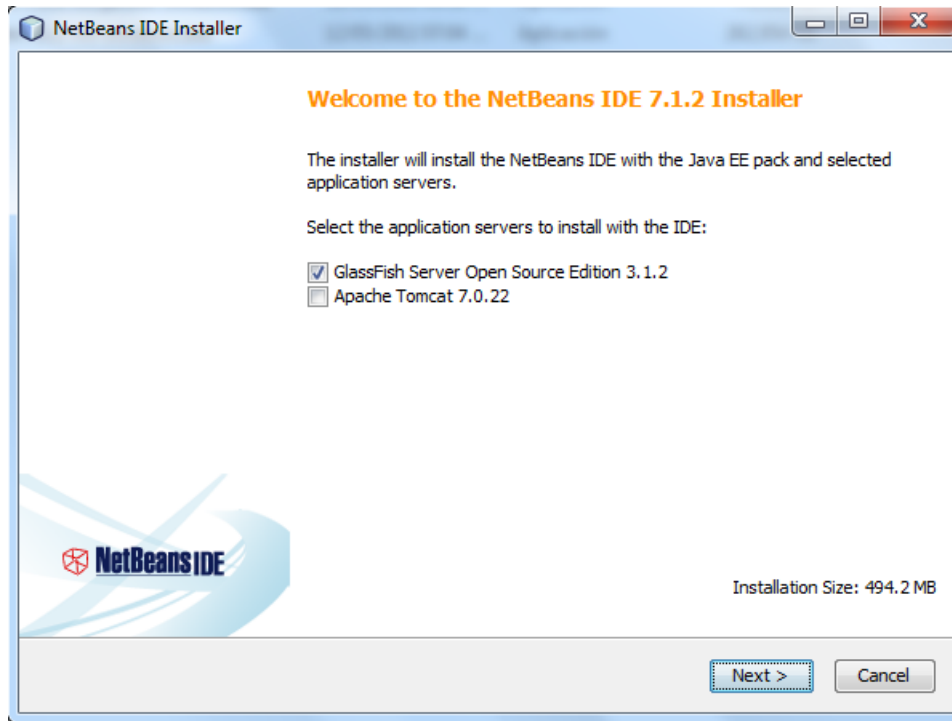 NetBeans IDE Installer
Welcome to the NetBeans IDE 7.1.2 Installer
The installer will install the NetBeans IDE with the Java EE pack and selected
application servers.
Select the application servers to install with the IDE:
GlassFish Server Open Source Edition 3.1.2
Apache Tomcat 7.0.22
NetBeans IDE
Installation Size: 494.2 MB
Next >
Cancel